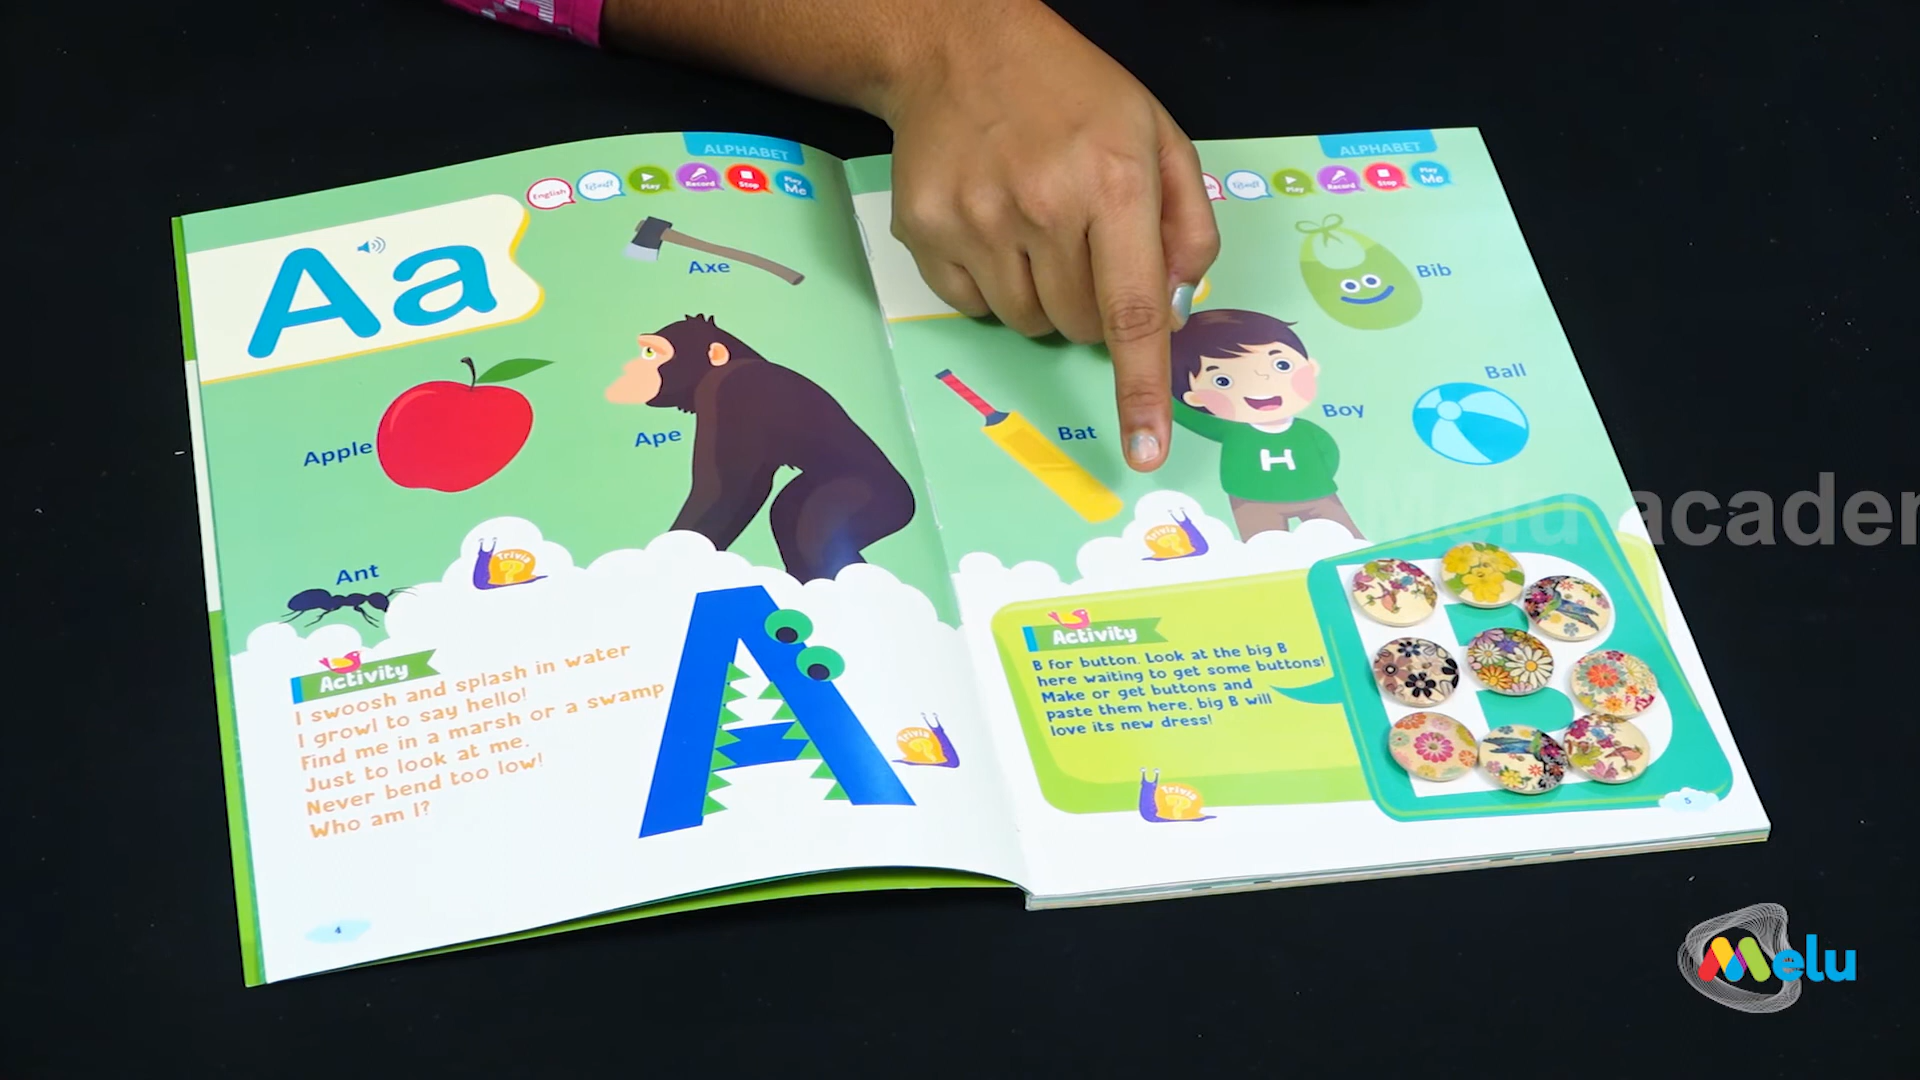 ALPHABET
English
Play
Record
Stop
Play
Me
Aa
Axe
Apple
Ape
Ant
Trivia
?
Activity
I swoosh and splash in water
I growl to say hello!
Find me in a marsh or a swamp
Just to look at me.
Never bend too low!
Who am I?
A
Trivia
?
4
ALPHABET
Play
Record
Stop
Play
Me
Bib
Bat
Boy
Ball
H
Trivia
?
Activity
B for button. Look at the big B
here waiting to get some buttons!
Make or get buttons and
paste them here, big B will
love its new dress!
B
Trivia
?
5
Melu academ
Melu